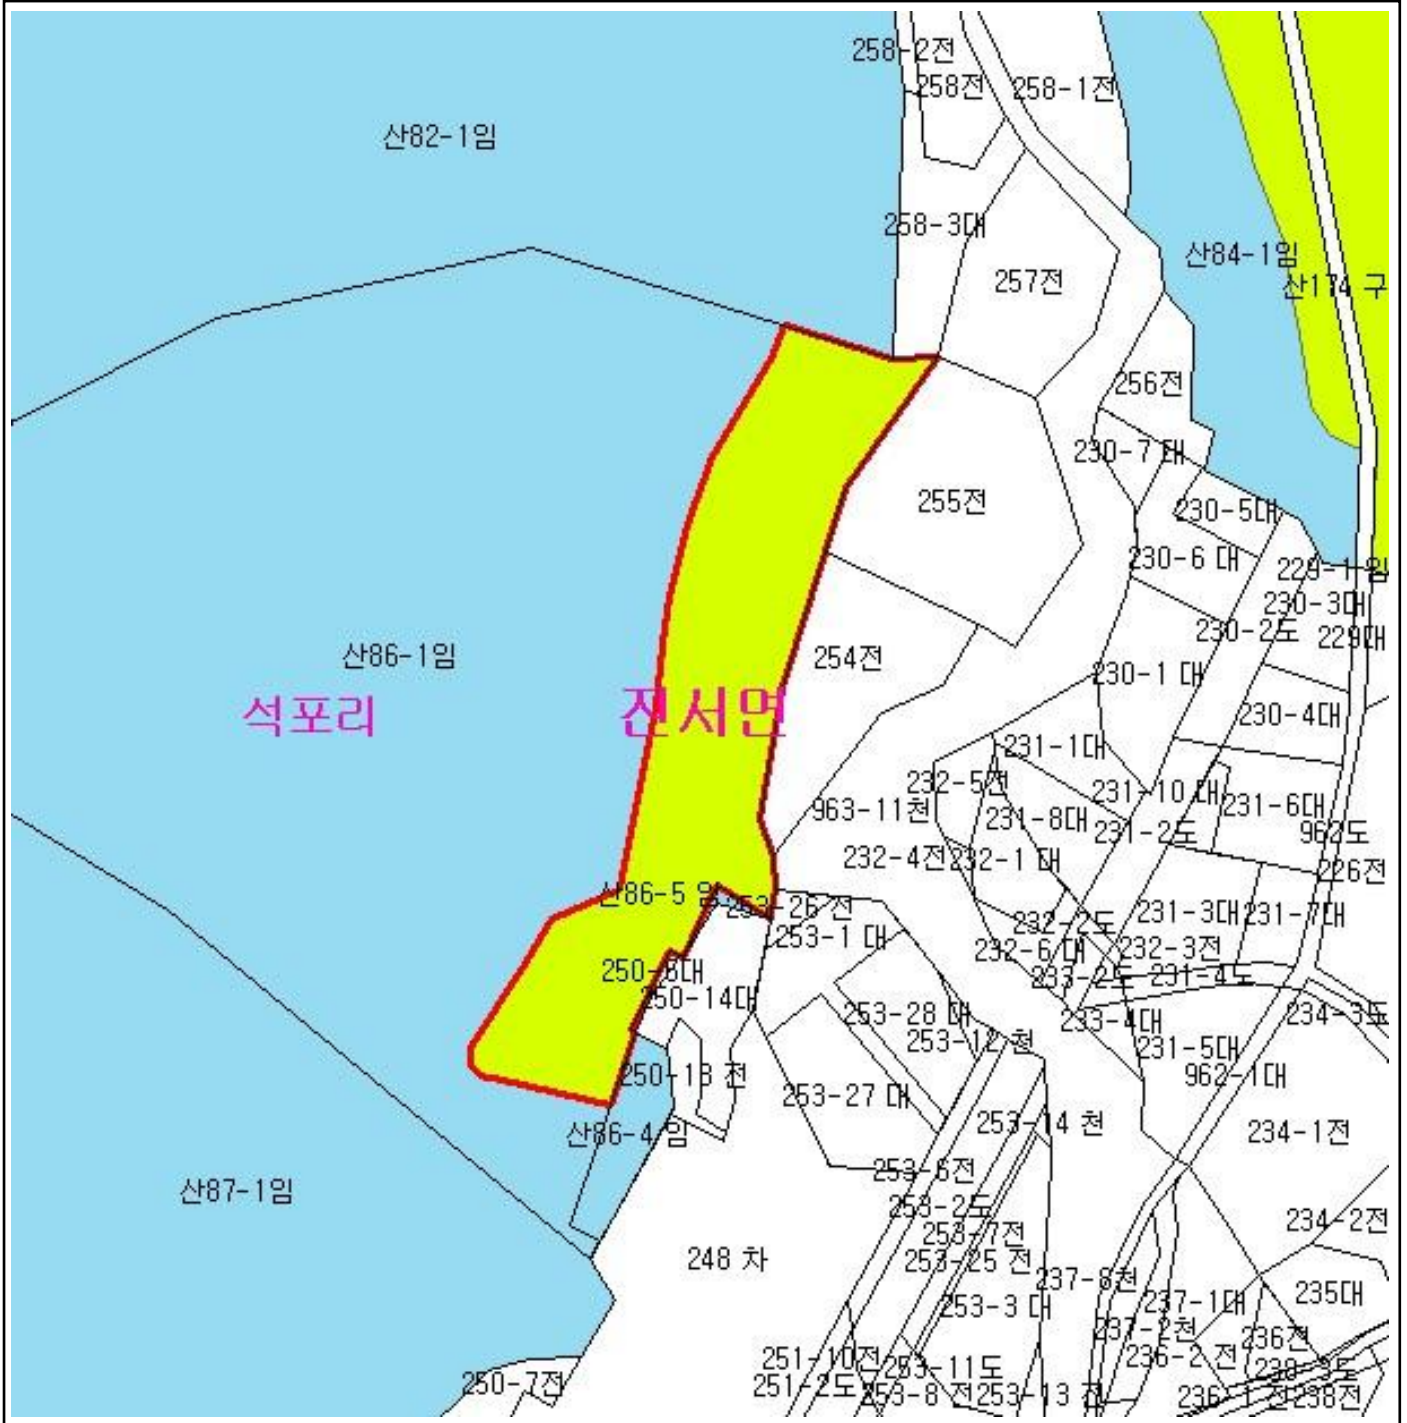 258-2전
258전
258-1전
산82-1임
258-3대
산84-1임
257전
산174 구
256전
230-7 대
255전
230-5대
230-6 대
229-1 임
230-3대
230-2도
229대
산86-1임
254전
230-1 대
석포리
진서면
230-4대
231-1대
232-5전
231-10 대
963-11천
231-8대
231-6대
231-2도
962도
232-4전
232-1 대
226전
산86-5 임
253-26 전
231-3대
231-7대
232-2도
253-1 대
232-6 대
232-3전
250-6대
233-2도
231-4도
250-14대
253-28 대
233-4대
234-3도
253-12 천
231-5대
250-18 전
962-1대
253-27 대
253-14 천
산86-4 임
234-1전
253-6전
산87-1임
253-2도
234-2전
253-7전
248 차
253-25 전
237-8천
235대
253-3 대
237-1대
237-2천
236전
251-10전
236-2 전
253-11도
238-3도
250-7전
251-2도
253-8 전
253-13 전
236-1 전
238전